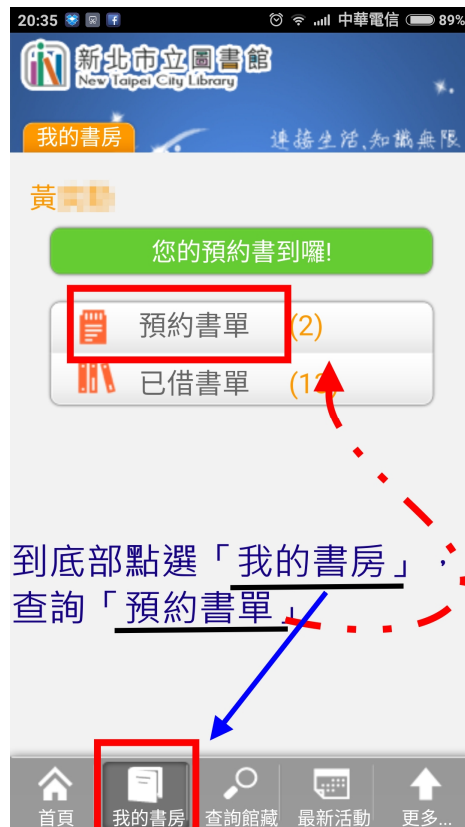 20:35 中華電信 89%
新北市立圖書館
New Taipei City Library
我的書房
連接生活,知識無限
黃
您的預約書到囉!
預約書單 (2)
已借書單
到底部點選「我的書房」,
查詢「預約書單」
首頁 我的書房 查詢館藏 最新活動 更多...